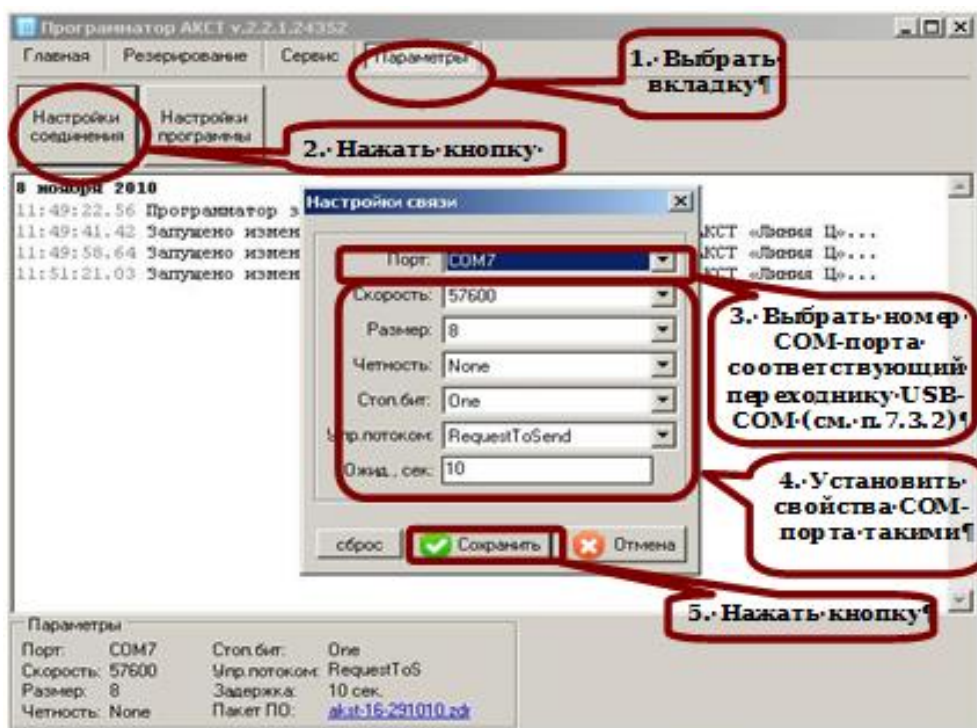 Программатор АКСТ v.2.2.1.24352
Главная Резерирование Сервис Параметры
1. Выбрать
вкладку¶
Настройки
соединения
Настройки
программы
2. Нажать кнопку
8 ноября 2010
11:49:22.56 Программатор з
11:49:41.42 Запущено измен АКСТ «Линия Ц»...
11:49:58.64 Запущено измен АКСТ «Линия Ц»...
11:51:21.03 Запущено измен АКСТ «Линия Ц»...
Настройки связи
Порт: COM7
Скорость: 57600
Размер: 8
Четность: None
Стоп.бит: One
Упр.потоком: RequestToSend
Ожид., сек: 10
сброс Сохранить Отмена
3. Выбрать номер
COM-порта
соответствующий
переходнику USB-
COM (см. п.7.3.2)¶
4. Установить
свойства COM-
порта такими¶
5. Нажать кнопку¶
Параметры
Порт: COM7 Стоп.бит: One
Скорость: 57600 Упр.потоком: RequestToS
Размер: 8 Задержка: 10 сек.
Четность: None Пакет ПО: akst-16-291010.zdr